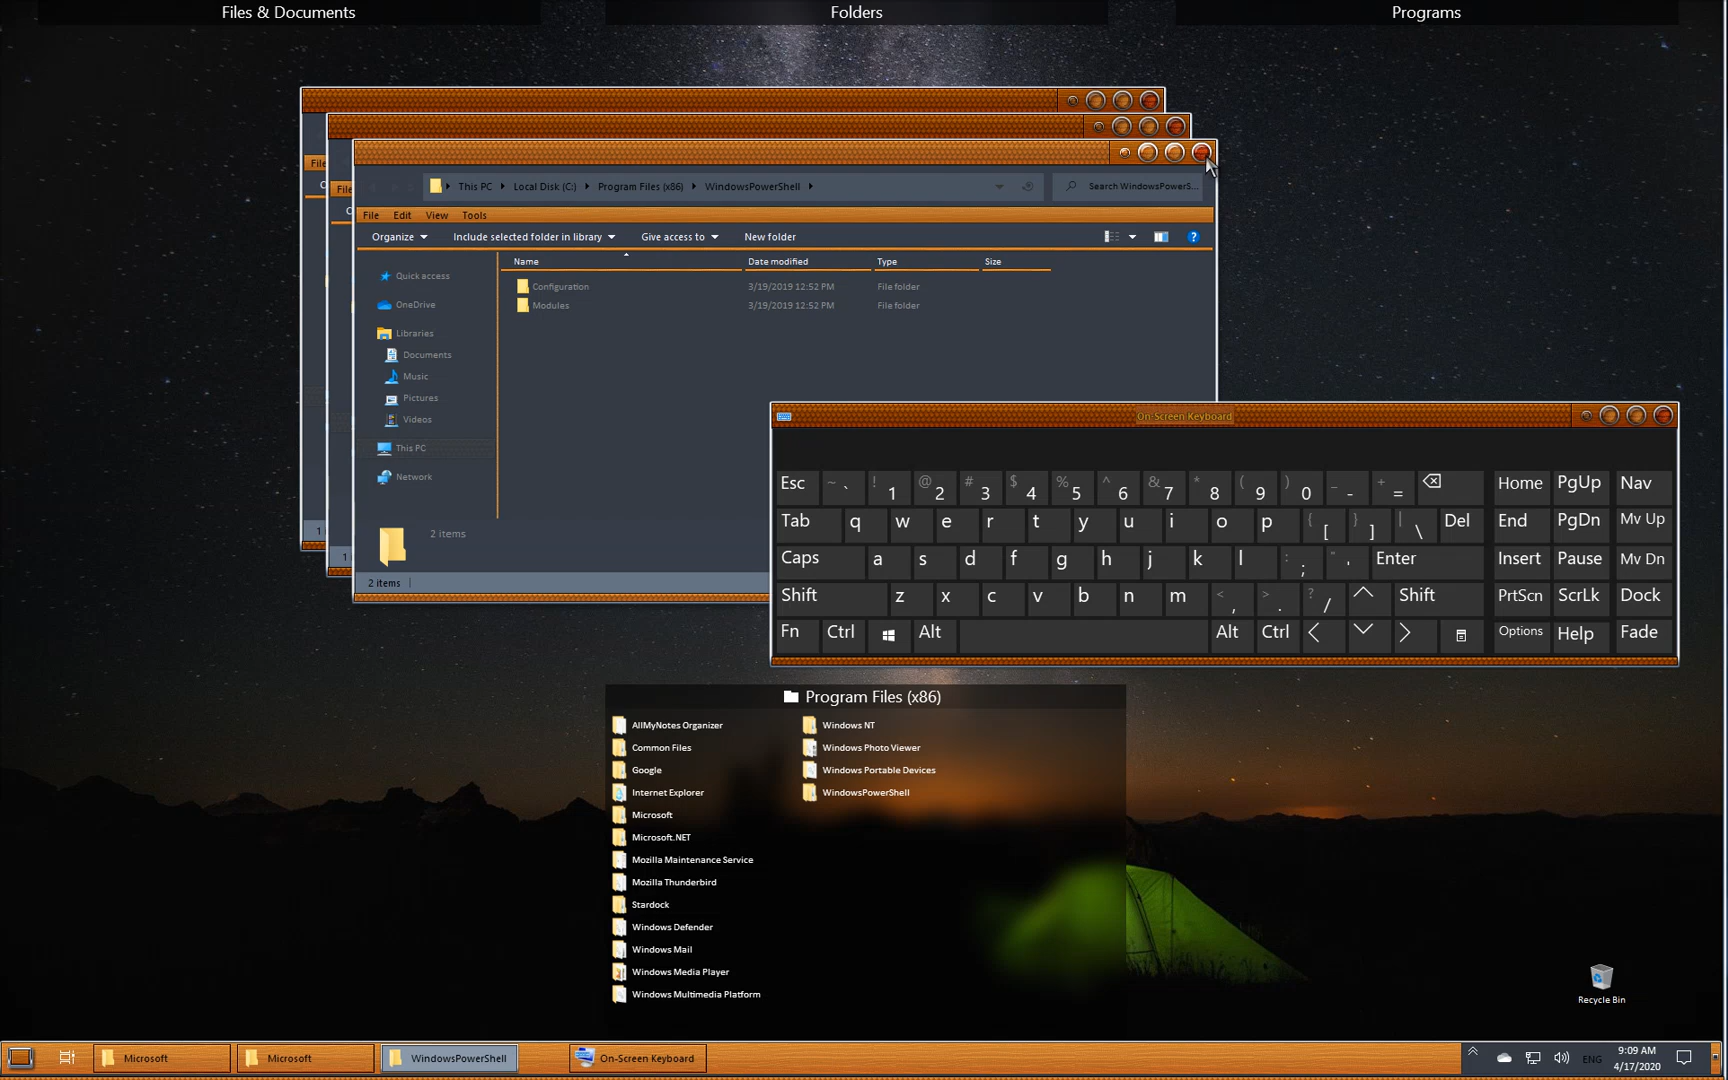 Files & Documents
Folders
Programs
File
File
This PC
Local Disk (C:)
Program Files (x86)
WindowsPowerShell
Search WindowsPowerS...
File Edit View Tools
Organize
Include selected folder in library
Give access to
New folder
Name
Date modified
Type
Size
Quick access
OneDrive
Libraries
Documents
Music
Pictures
Videos
This PC
Network
Configuration 3/19/2019 12:52 PM File folder
Modules 3/19/2019 12:52 PM File folder
2 items
2 items
1
1
On-Screen Keyboard
Esc ~ ` ! 1 @ 2 # 3 $ 4 % 5 ^ 6 & 7 * 8 ( 9 ) 0 _ - + = Home PgUp Nav
Tab q w e r t y u i o p { [ } ] | \ Del End PgDn Mv Up
Caps a s d f g h j k l : ; " ' Enter Insert Pause Mv Dn
Shift z x c v b n m < , > . ? / Shift PrtScn ScrLk Dock
Fn Ctrl Alt Alt Ctrl Options Help Fade
Program Files (x86)
AllMyNotes Organizer
Common Files
Google
Internet Explorer
Microsoft
Microsoft.NET
Mozilla Maintenance Service
Mozilla Thunderbird
Stardock
Windows Defender
Windows Mail
Windows Media Player
Windows Multimedia Platform
Windows NT
Windows Photo Viewer
Windows Portable Devices
WindowsPowerShell
Recycle Bin
Microsoft
Microsoft
WindowsPowerShell
On-Screen Keyboard
ENG
9:09 AM
4/17/2020